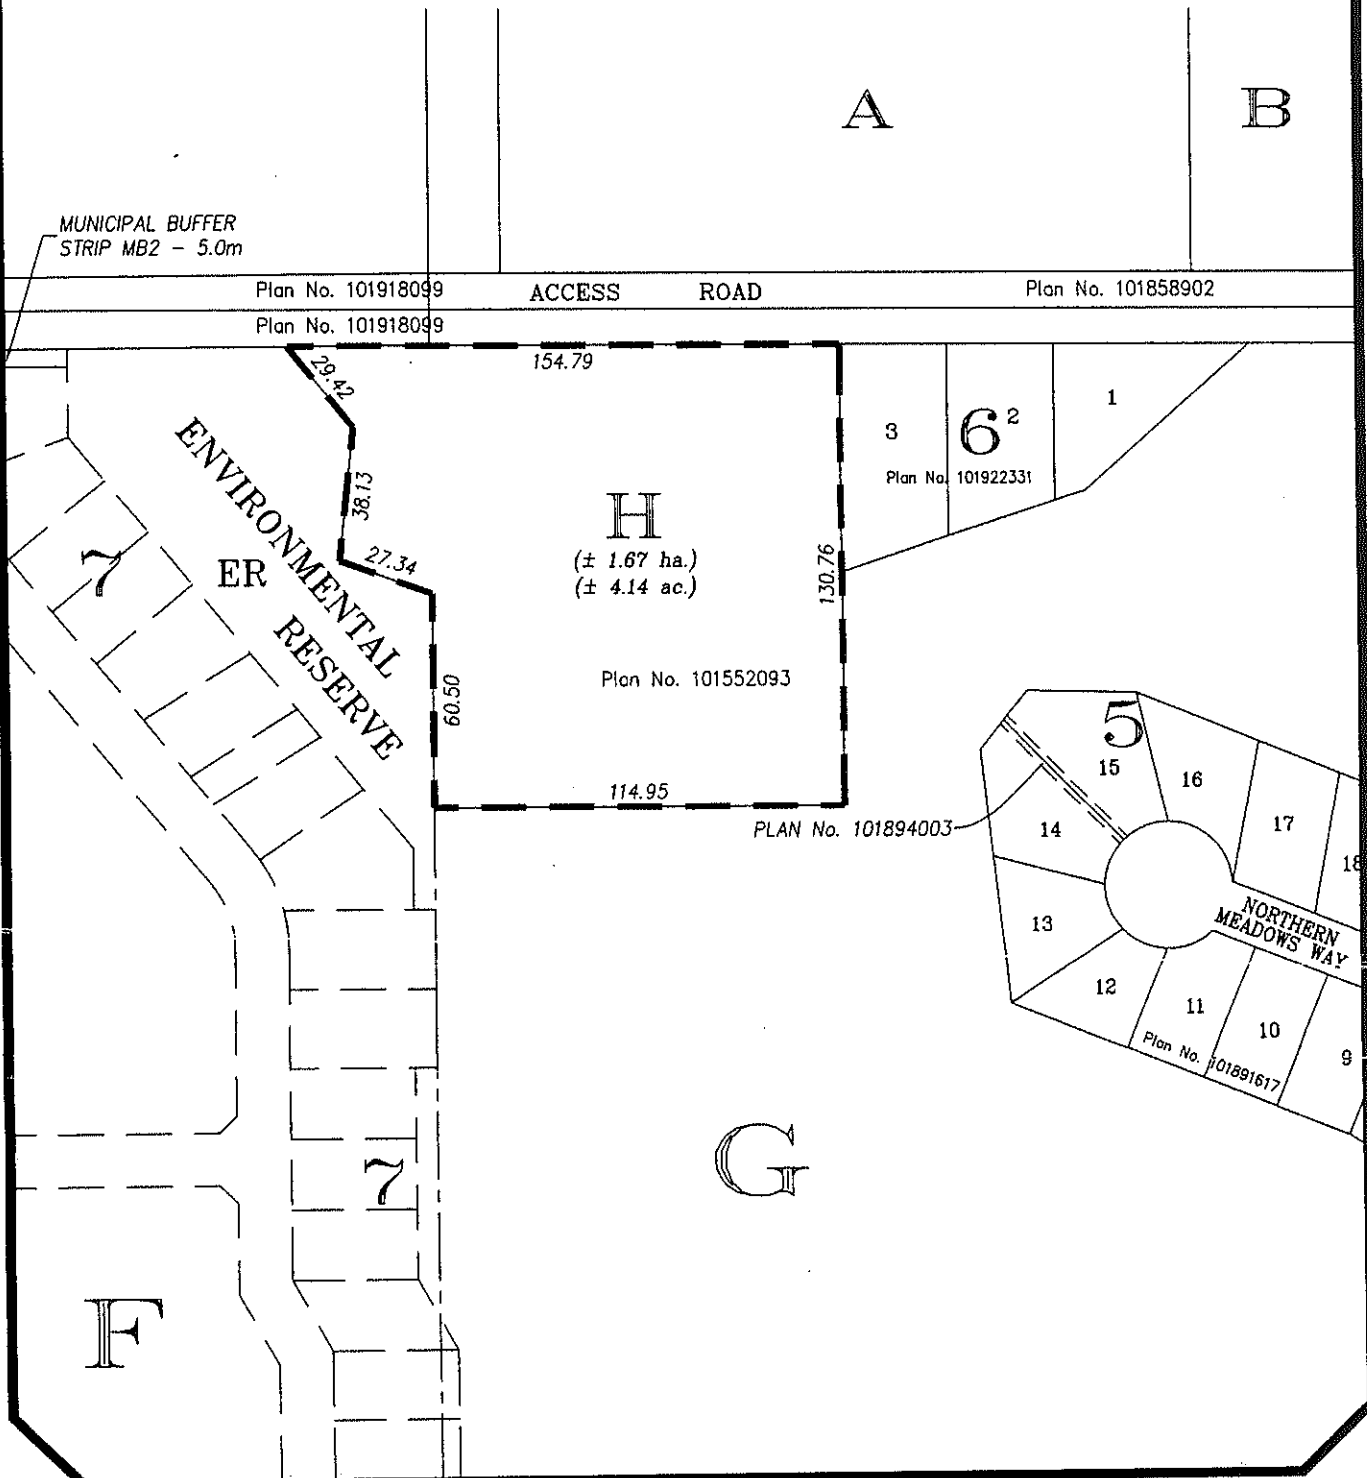 A
B
MUNICIPAL BUFFER
STRIP MB2 - 5.0m
Plan No. 101918099
ACCESS ROAD
Plan No. 101858902
Plan No. 101918099
29.42
154.79
3
6
2
1
Plan No. 101922331
ENVIRONMENTAL
RESERVE
ER
7
38.13
27.34
H
(± 1.67 ha.)
(± 4.14 ac.)
130.76
Plan No. 101552093
60.50
114.95
PLAN No. 101894003
5
15
16
14
17
18
13
NORTHERN
MEADOWS WAY
12
11
10
9
Plan No. 101891617
7
G
F